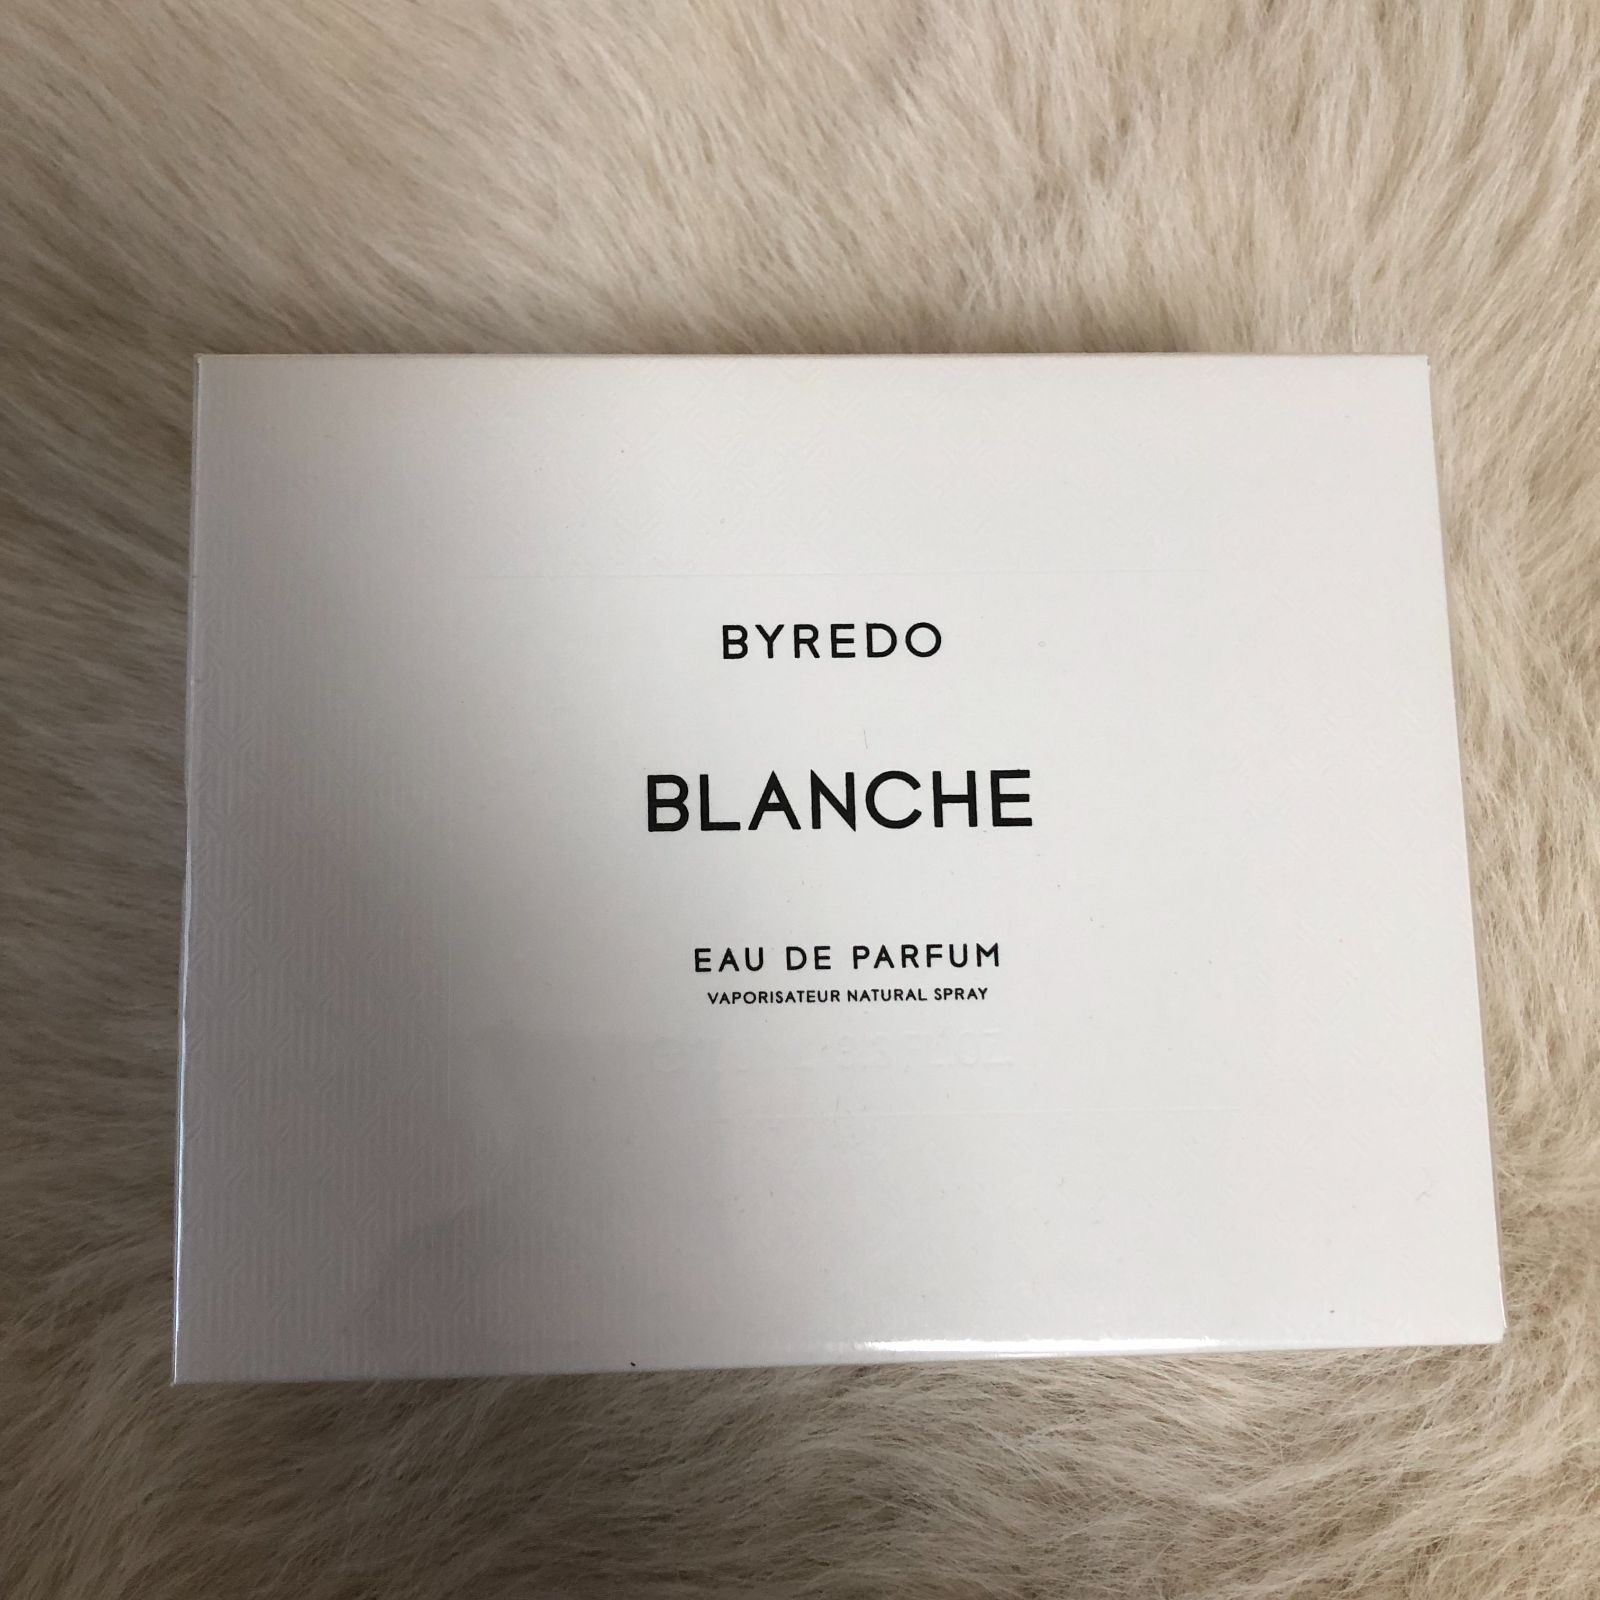 BYREDO
BLANCHE
EAU DE PARFUM
VAPORISATEUR NATURAL SPRAY